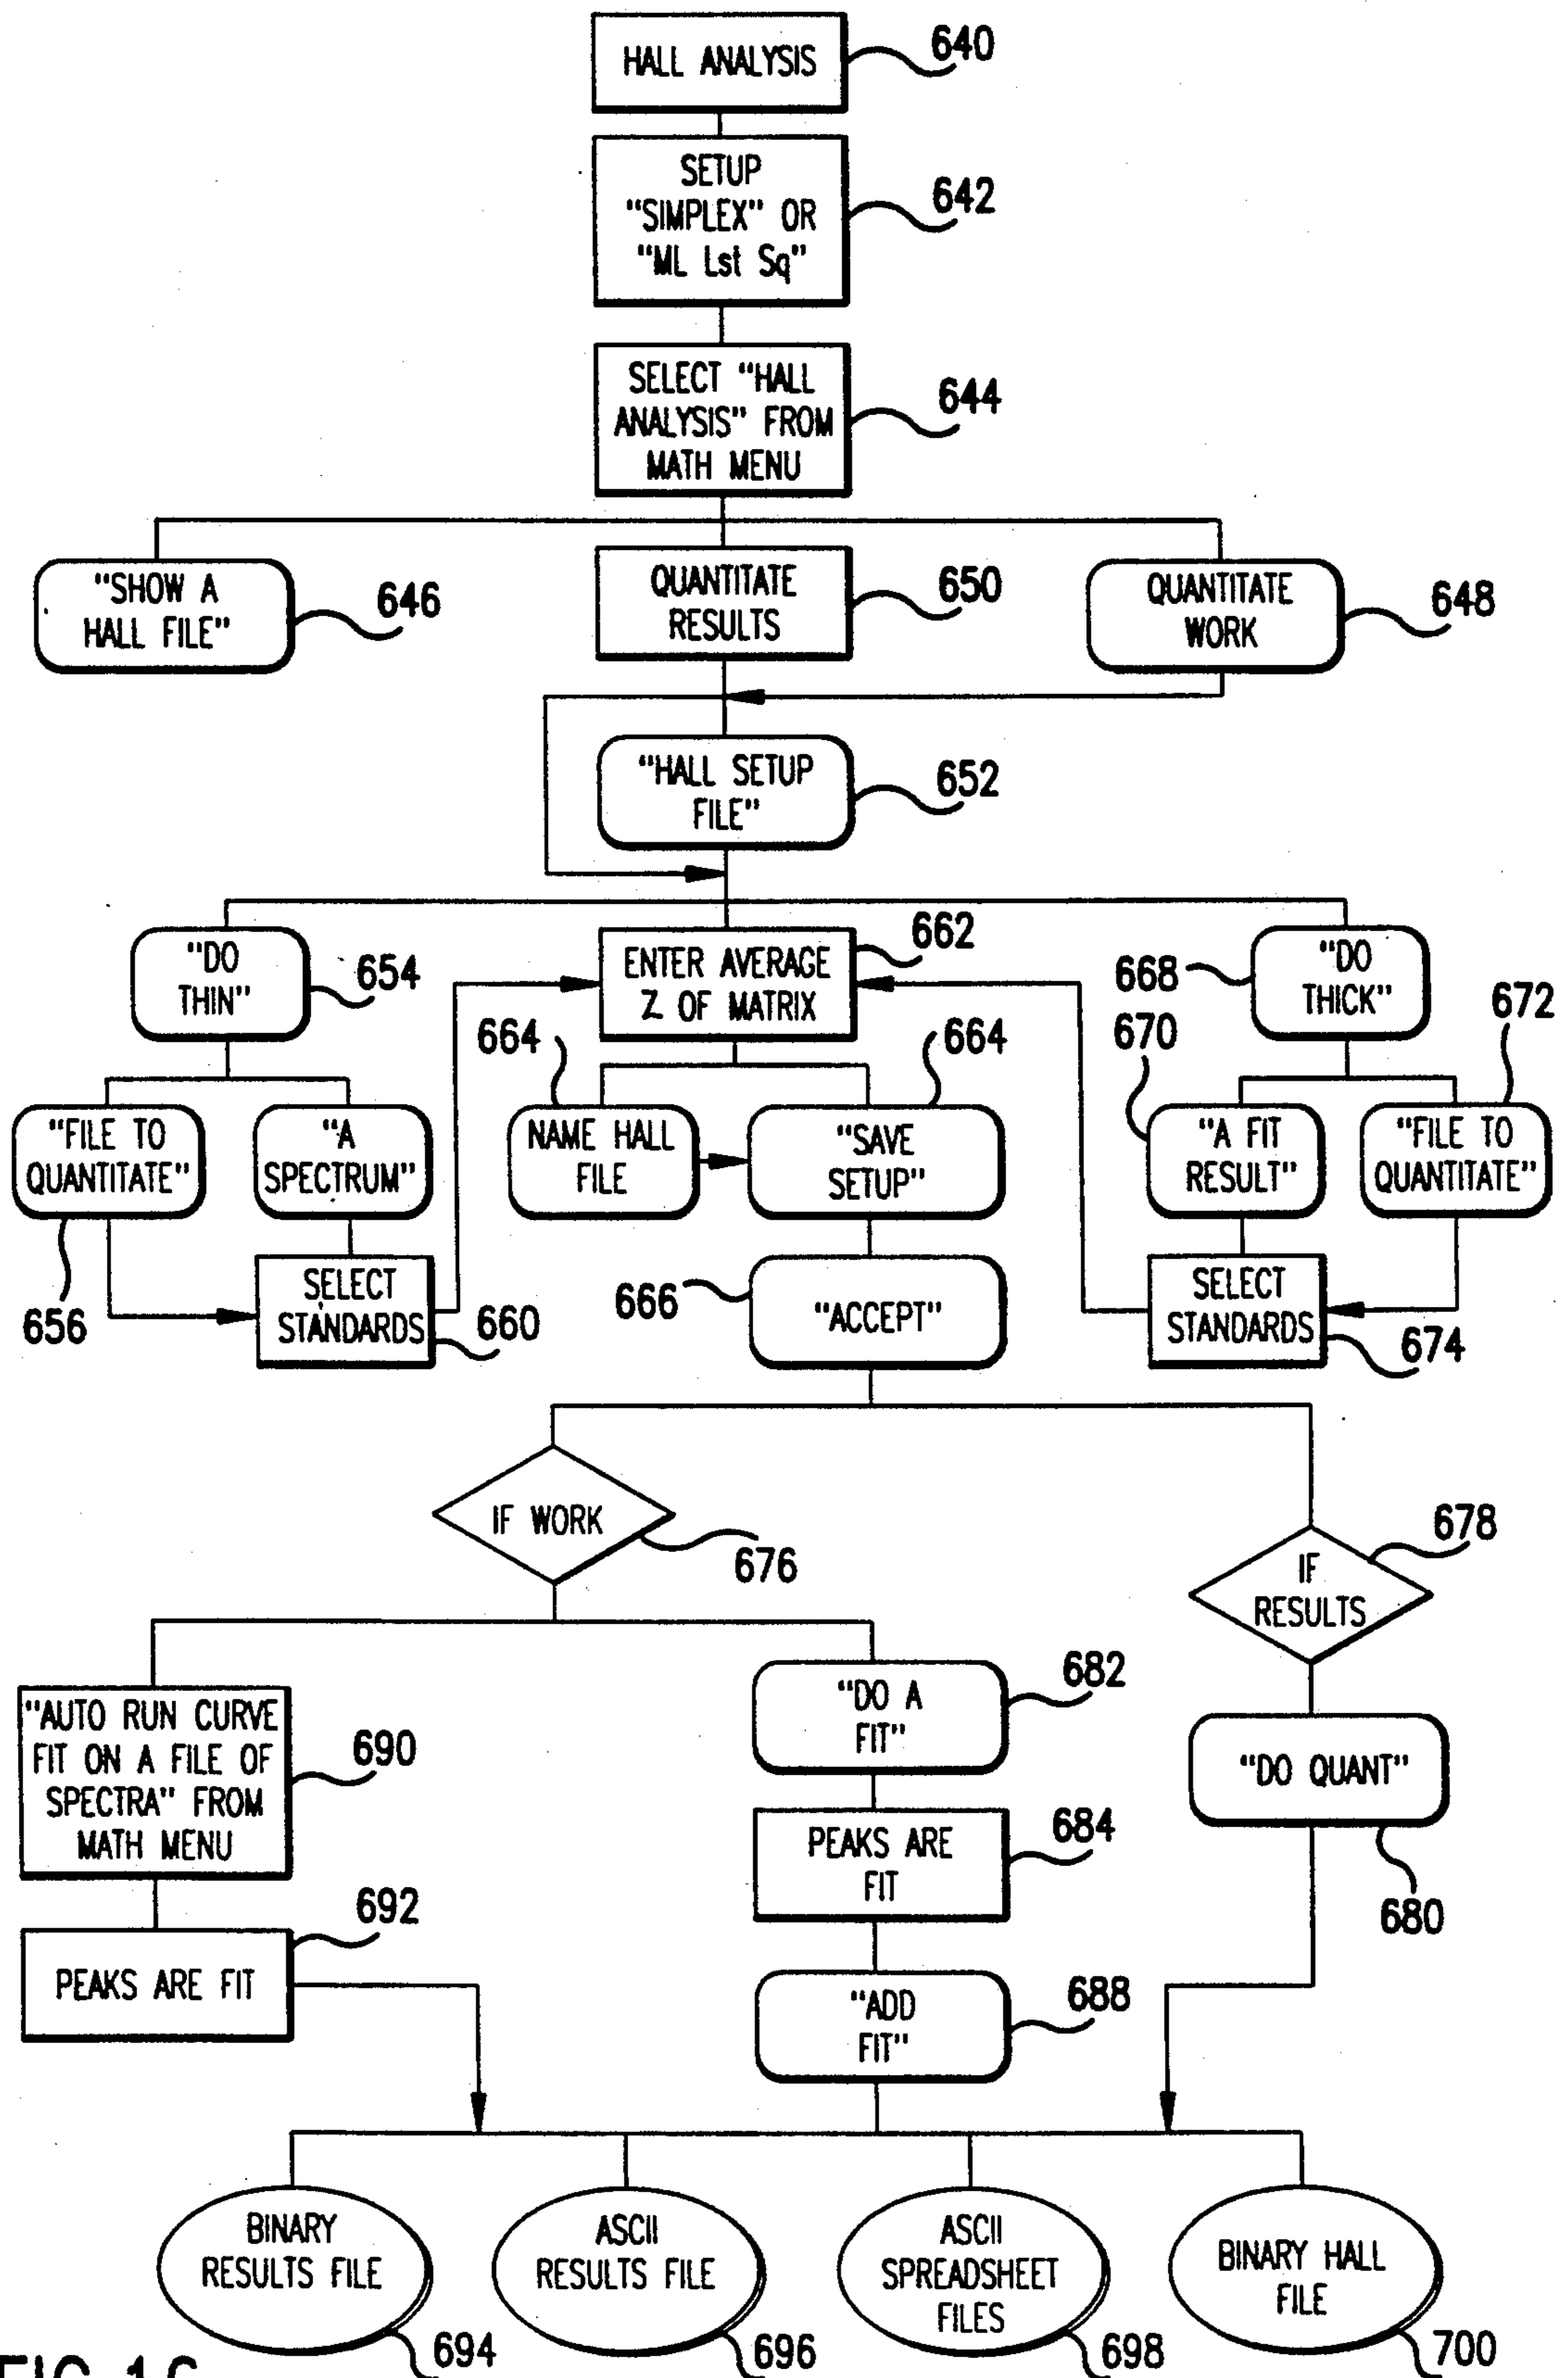 HALL ANALYSIS
640
SETUP
"SIMPLEX" OR
"ML Lst Sq"
642
SELECT "HALL
ANALYSIS" FROM
MATH MENU
644
"SHOW A
HALL FILE"
646
QUANTITATE
RESULTS
650
QUANTITATE
WORK
648
"HALL SETUP
FILE"
652
"DO
THIN"
654
ENTER AVERAGE
Z OF MATRIX
662
668
"DO
THICK"
672
664
664
670
"FILE TO
QUANTITATE"
"A
SPECTRUM"
NAME HALL
FILE
"SAVE
SETUP"
"A FIT
RESULT"
"FILE TO
QUANTITATE"
656
SELECT
STANDARDS
660
666
"ACCEPT"
SELECT
STANDARDS
674
IF WORK
676
IF
RESULTS
678
"AUTO RUN CURVE
FIT ON A FILE OF
SPECTRA" FROM
MATH MENU
690
"DO A
FIT"
682
"DO QUANT"
680
PEAKS ARE
FIT
684
PEAKS ARE FIT
692
"ADD
FIT"
688
BINARY
RESULTS FILE
694
ASCII
RESULTS FILE
696
ASCII
SPREADSHEET
FILES
698
BINARY HALL
FILE
700
FIG. 16